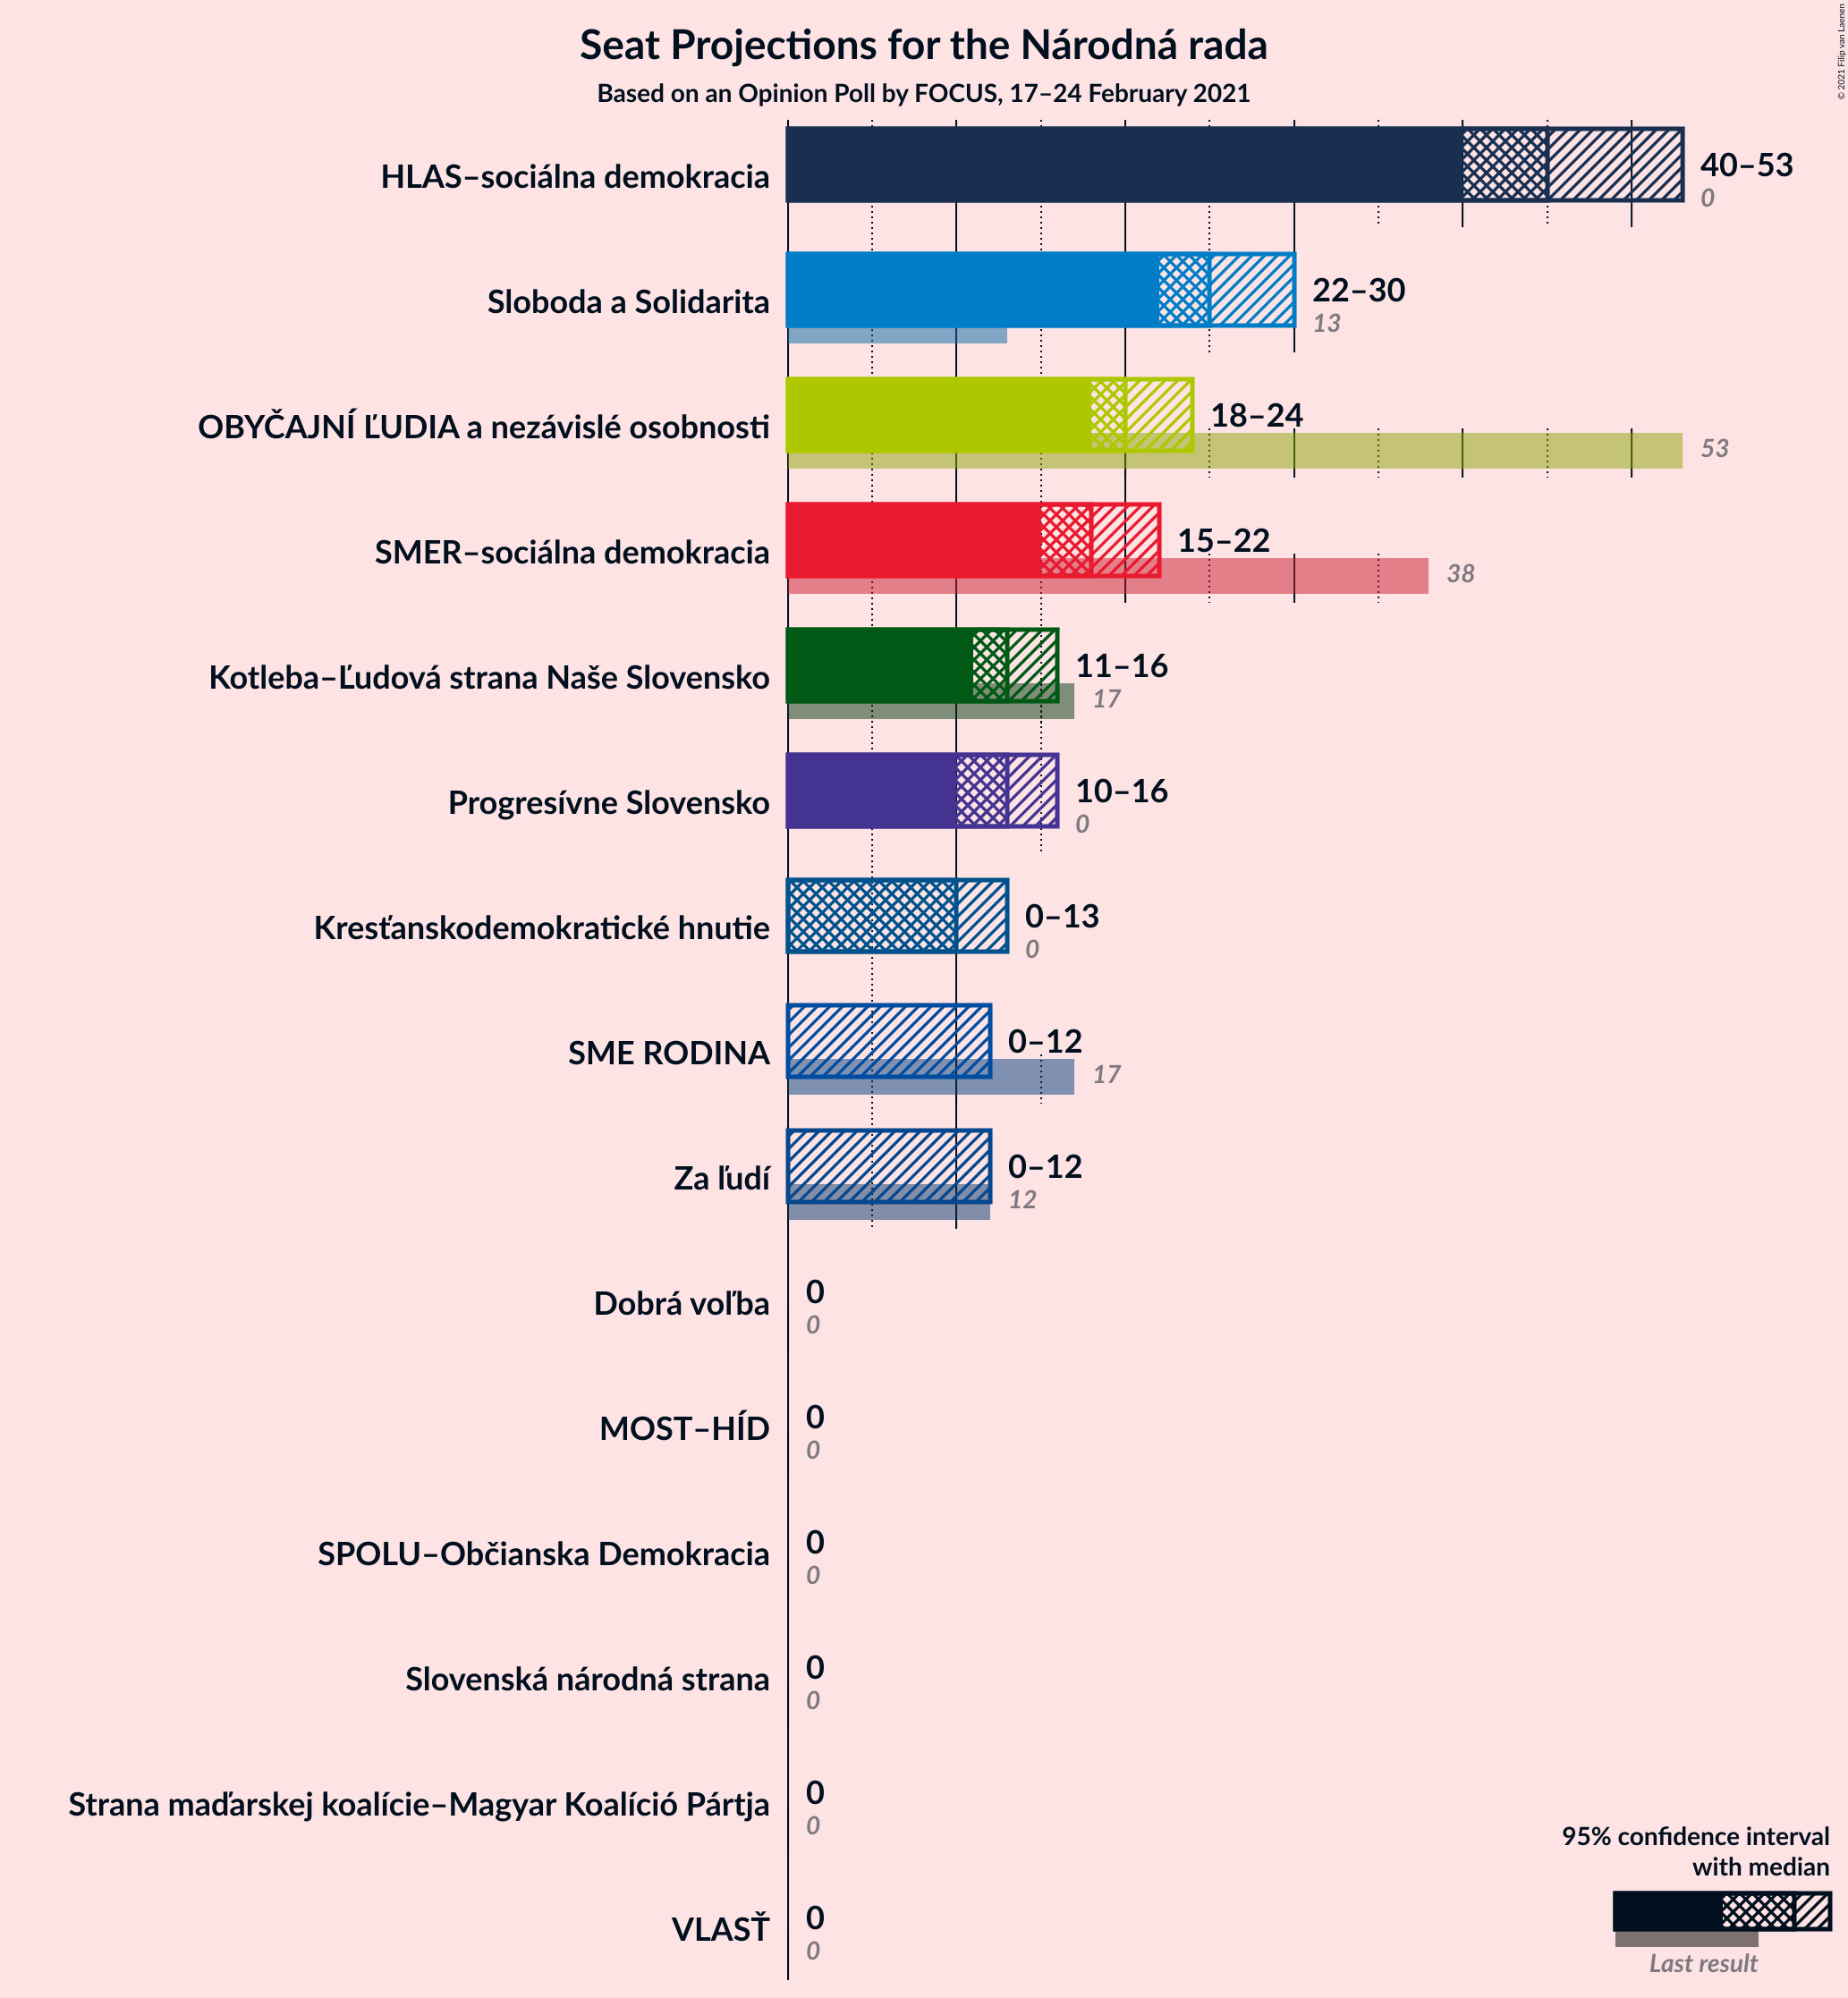 Seat Projections for the Národná rada
Based on an Opinion Poll by FOCUS, 17–24 February 2021
© 2021 Filip van Laenen
HLAS–sociálna demokracia
40–53
0
Sloboda a Solidarita
22–30
13
OBYČAJNÍ ĽUDIA a nezávislé osobnosti
18–24
53
SMER–sociálna demokracia
15–22
38
Kotleba–Ľudová strana Naše Slovensko
11–16
17
Progresívne Slovensko
10–16
0
Kresťanskodemokratické hnutie
0–13
0
SME RODINA
0–12
17
Za ľudí
0–12
12
Dobrá voľba
0
0
MOST–HÍD
0
0
SPOLU–Občianska Demokracia
0
0
Slovenská národná strana
0
0
Strana maďarskej koalície–Magyar Koalíció Pártja
0
0
VLASŤ
0
0
95% confidence interval
with median
Last result